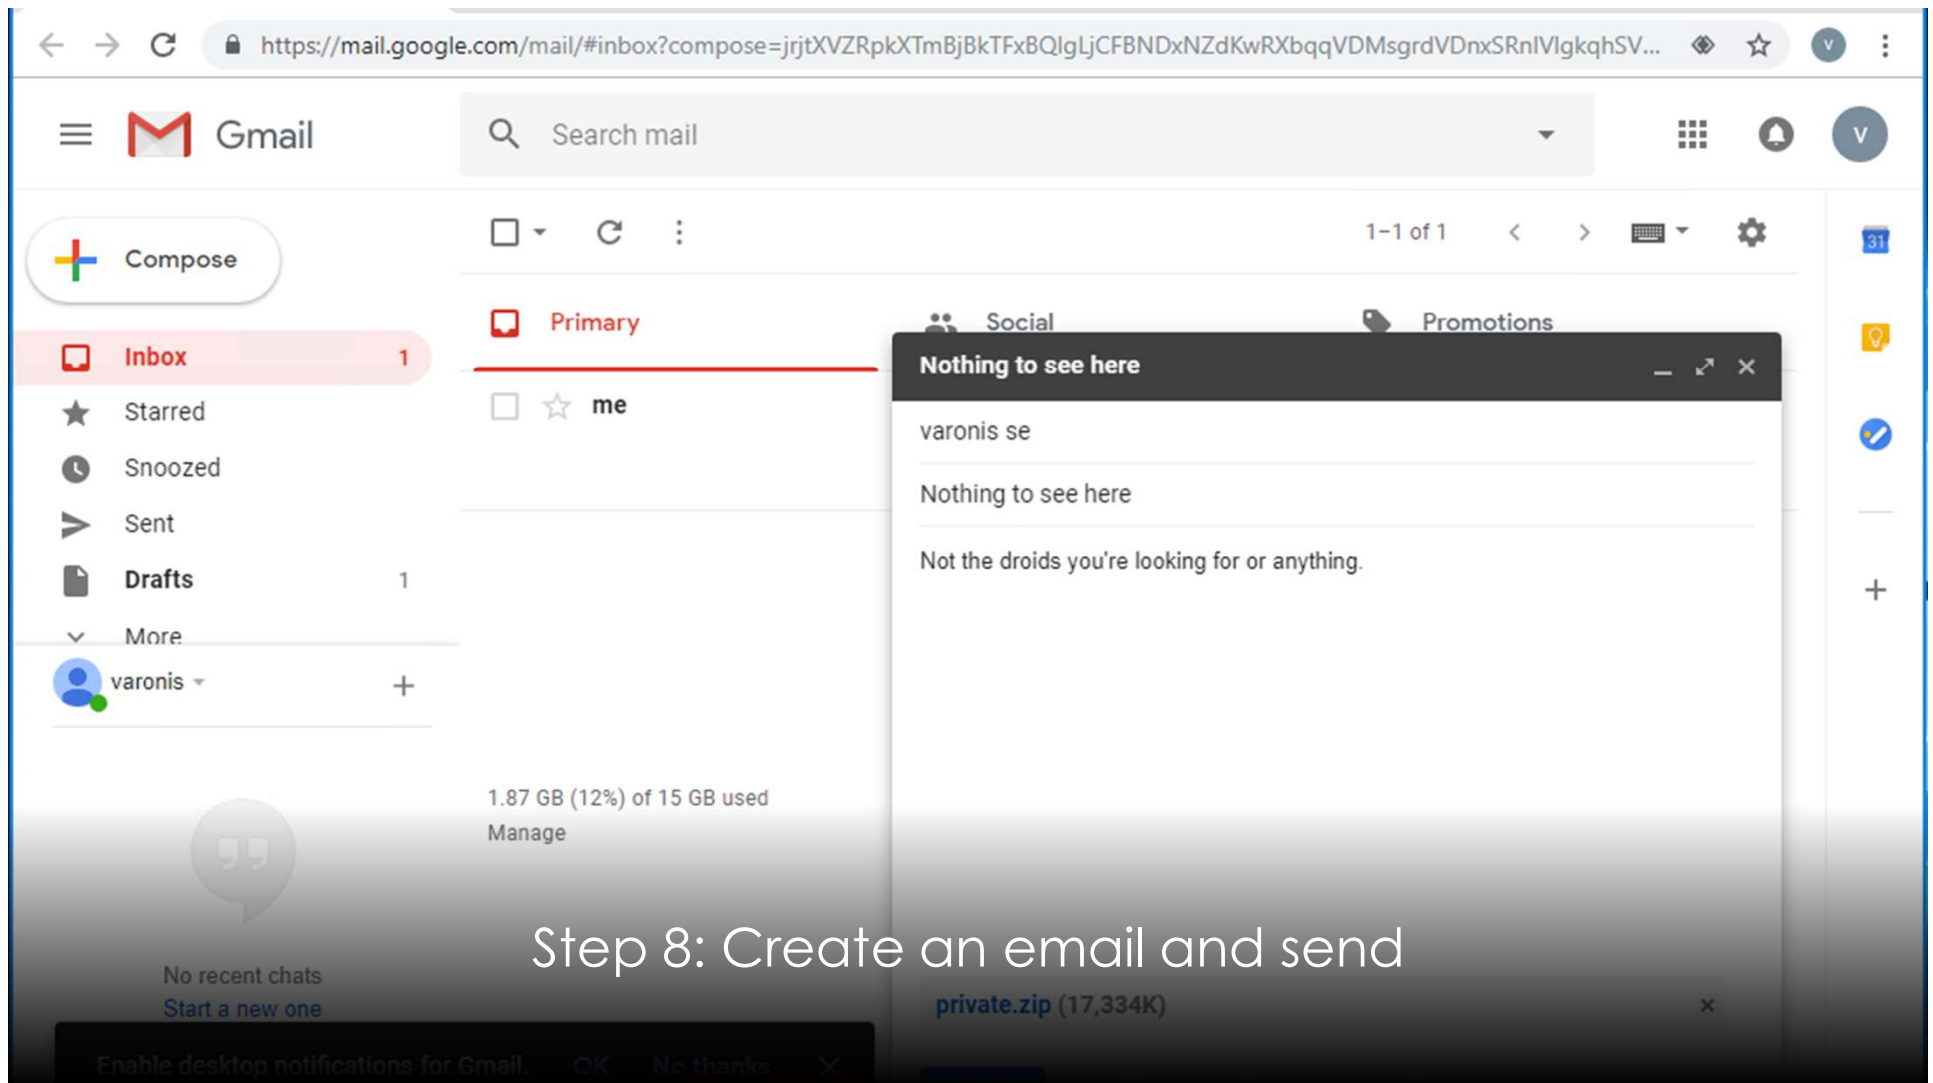 https://mail.google.com/mail/#inbox?compose=jrjtXVZRpkXTmBjBkTFxBQlgLjCFBNDxNZdKwRXbqqVDMsgrdVDnxSRnlVlgkqhSV...
V
Gmail
Search mail
V
Compose
1–1 of 1
31
Primary
Social
Promotions
Inbox 1
Nothing to see here
me
Starred
varonis se
Snoozed
Nothing to see here
Sent
Not the droids you're looking for or anything.
Drafts 1
More
varonis
1.87 GB (12%) of 15 GB used
Manage
Step 8: Create an email and send
No recent chats
Start a new one
private.zip (17,334K)
Enable desktop notifications for Gmail. OK No thanks